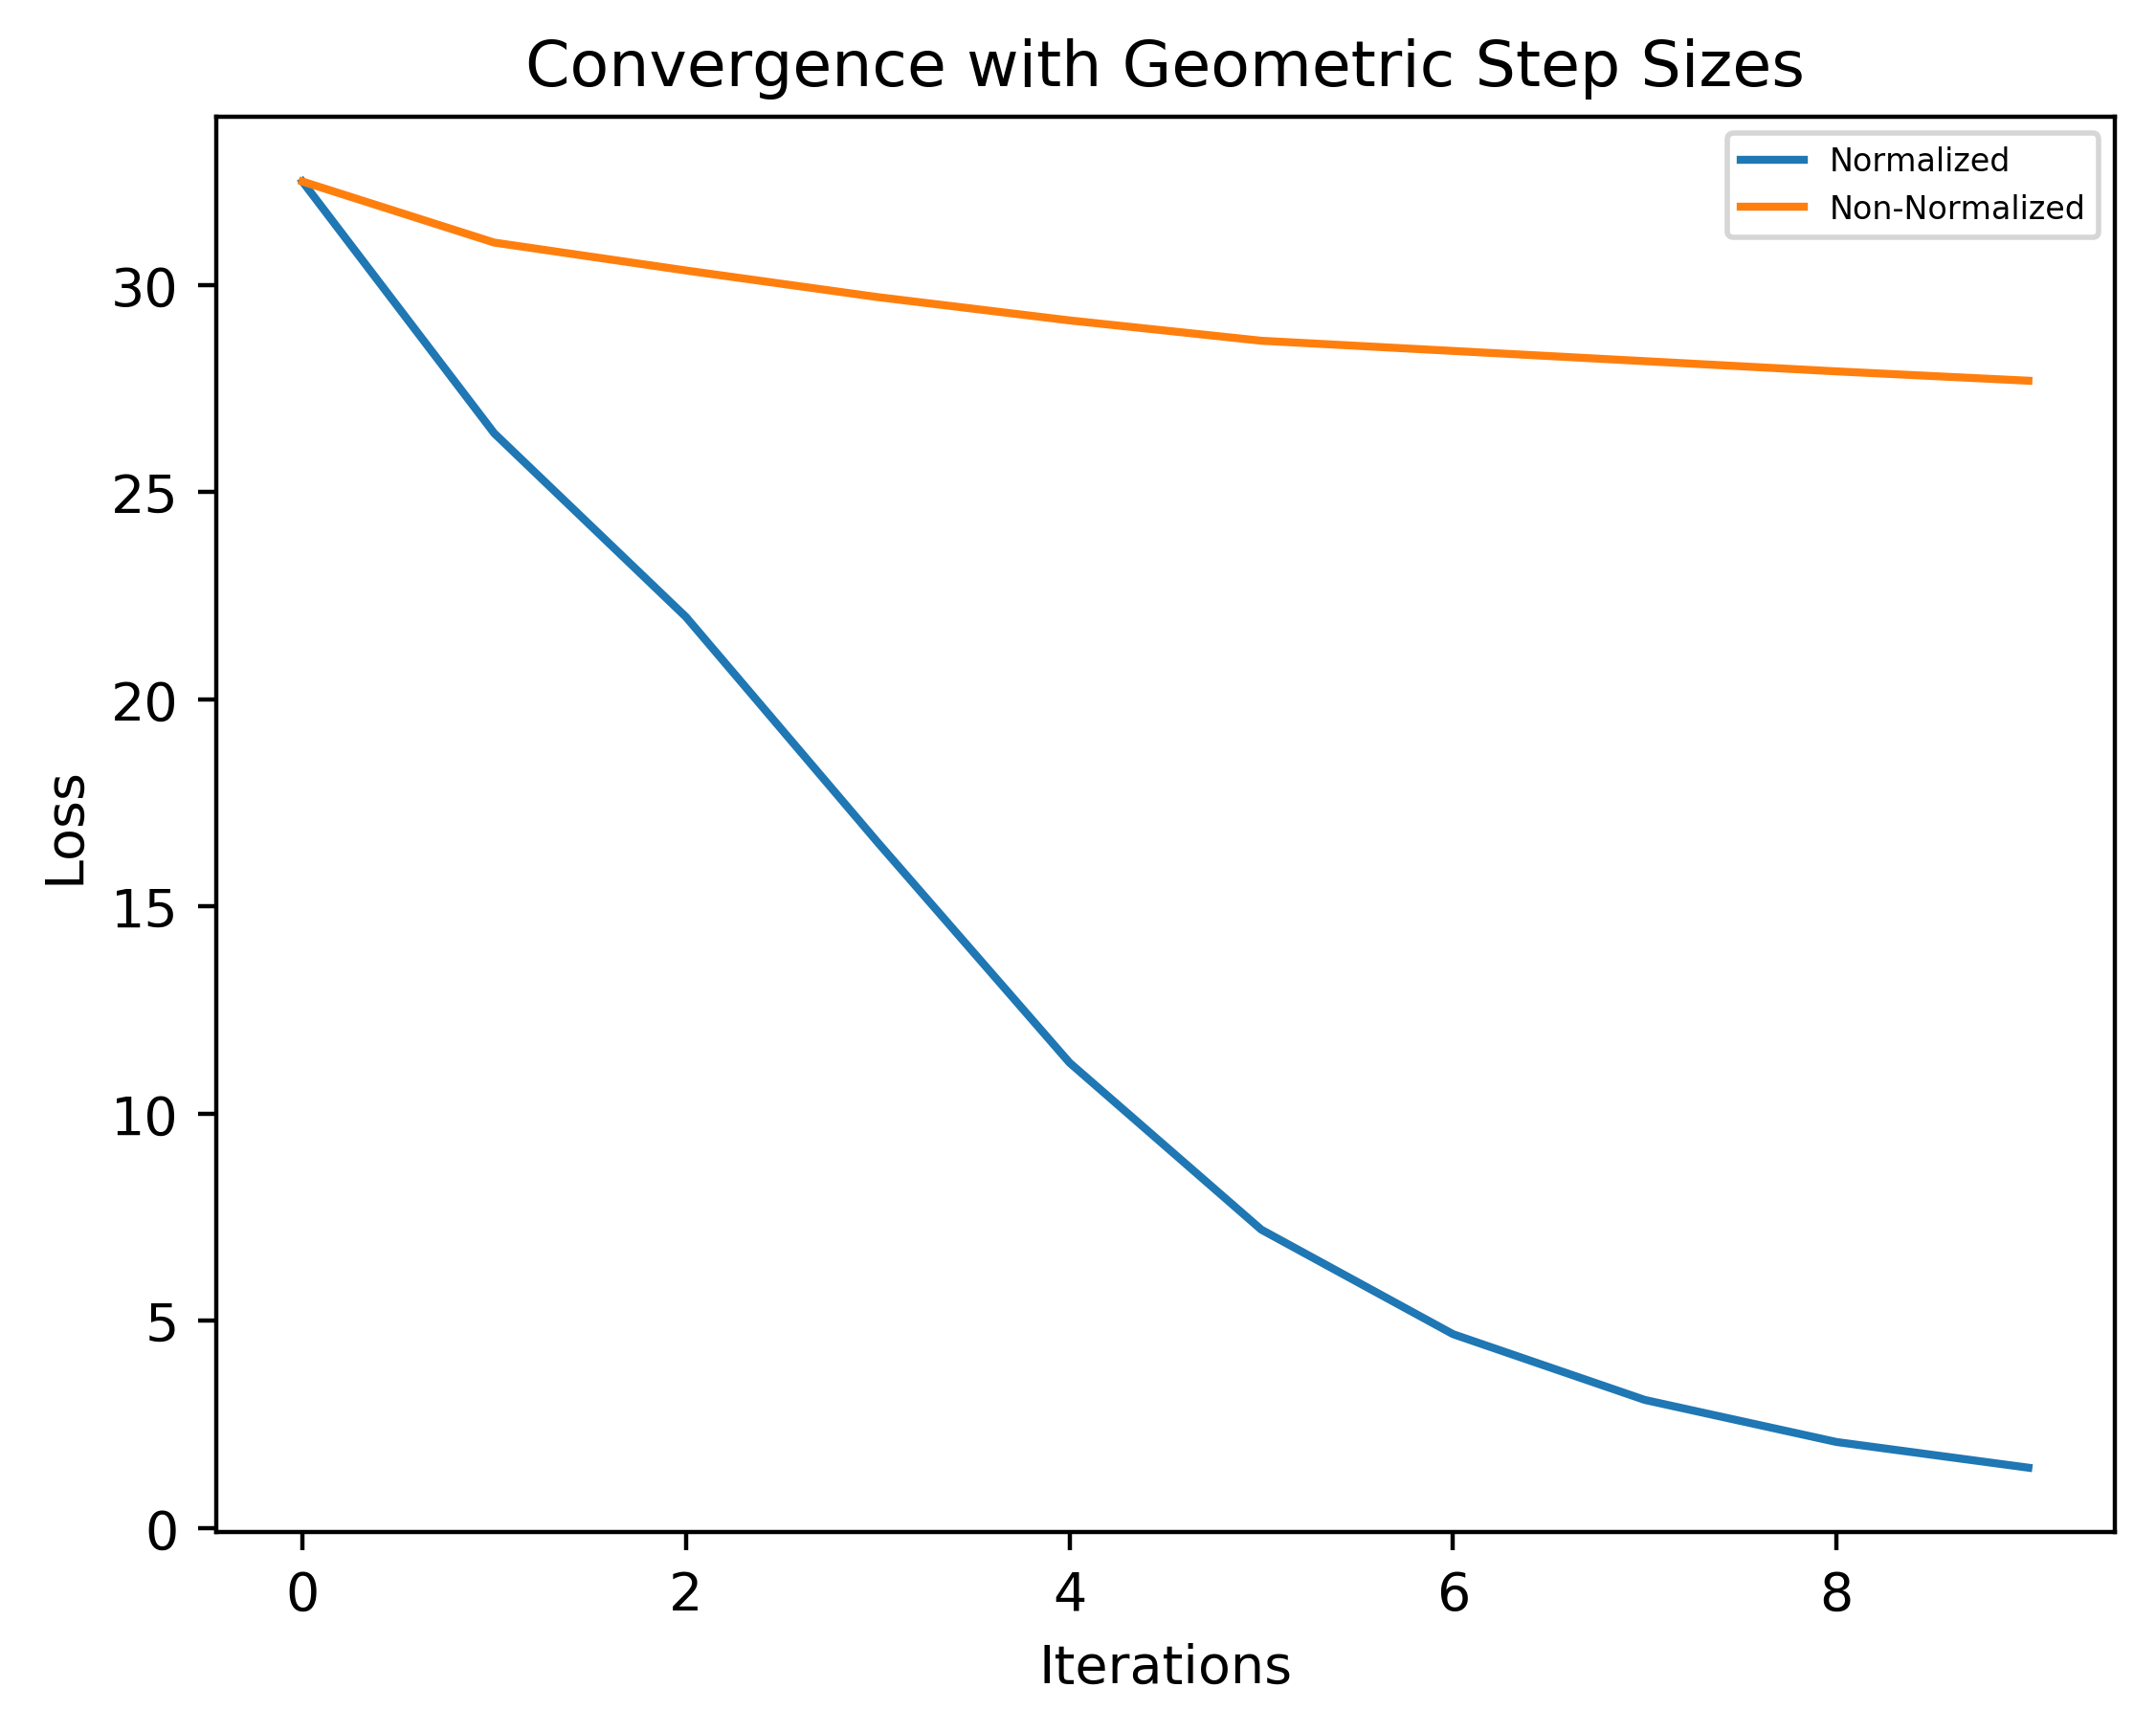 Convergence with Geometric Step Sizes
Normalized
Non-Normalized
30
25
20
15
10
5
0
Loss
0 2 4 6 8
Iterations